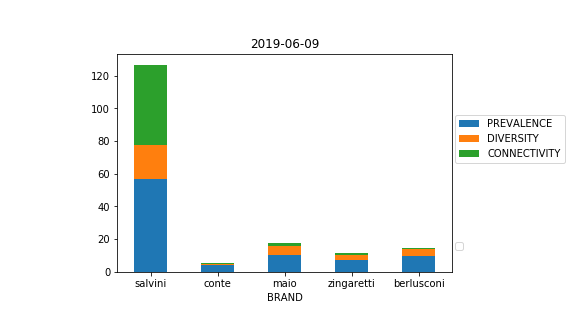 2019-06-09
120
100
80
60
40
20
0
salvini conte maio zingaretti berlusconi
BRAND
PREVALENCE
DIVERSITY
CONNECTIVITY